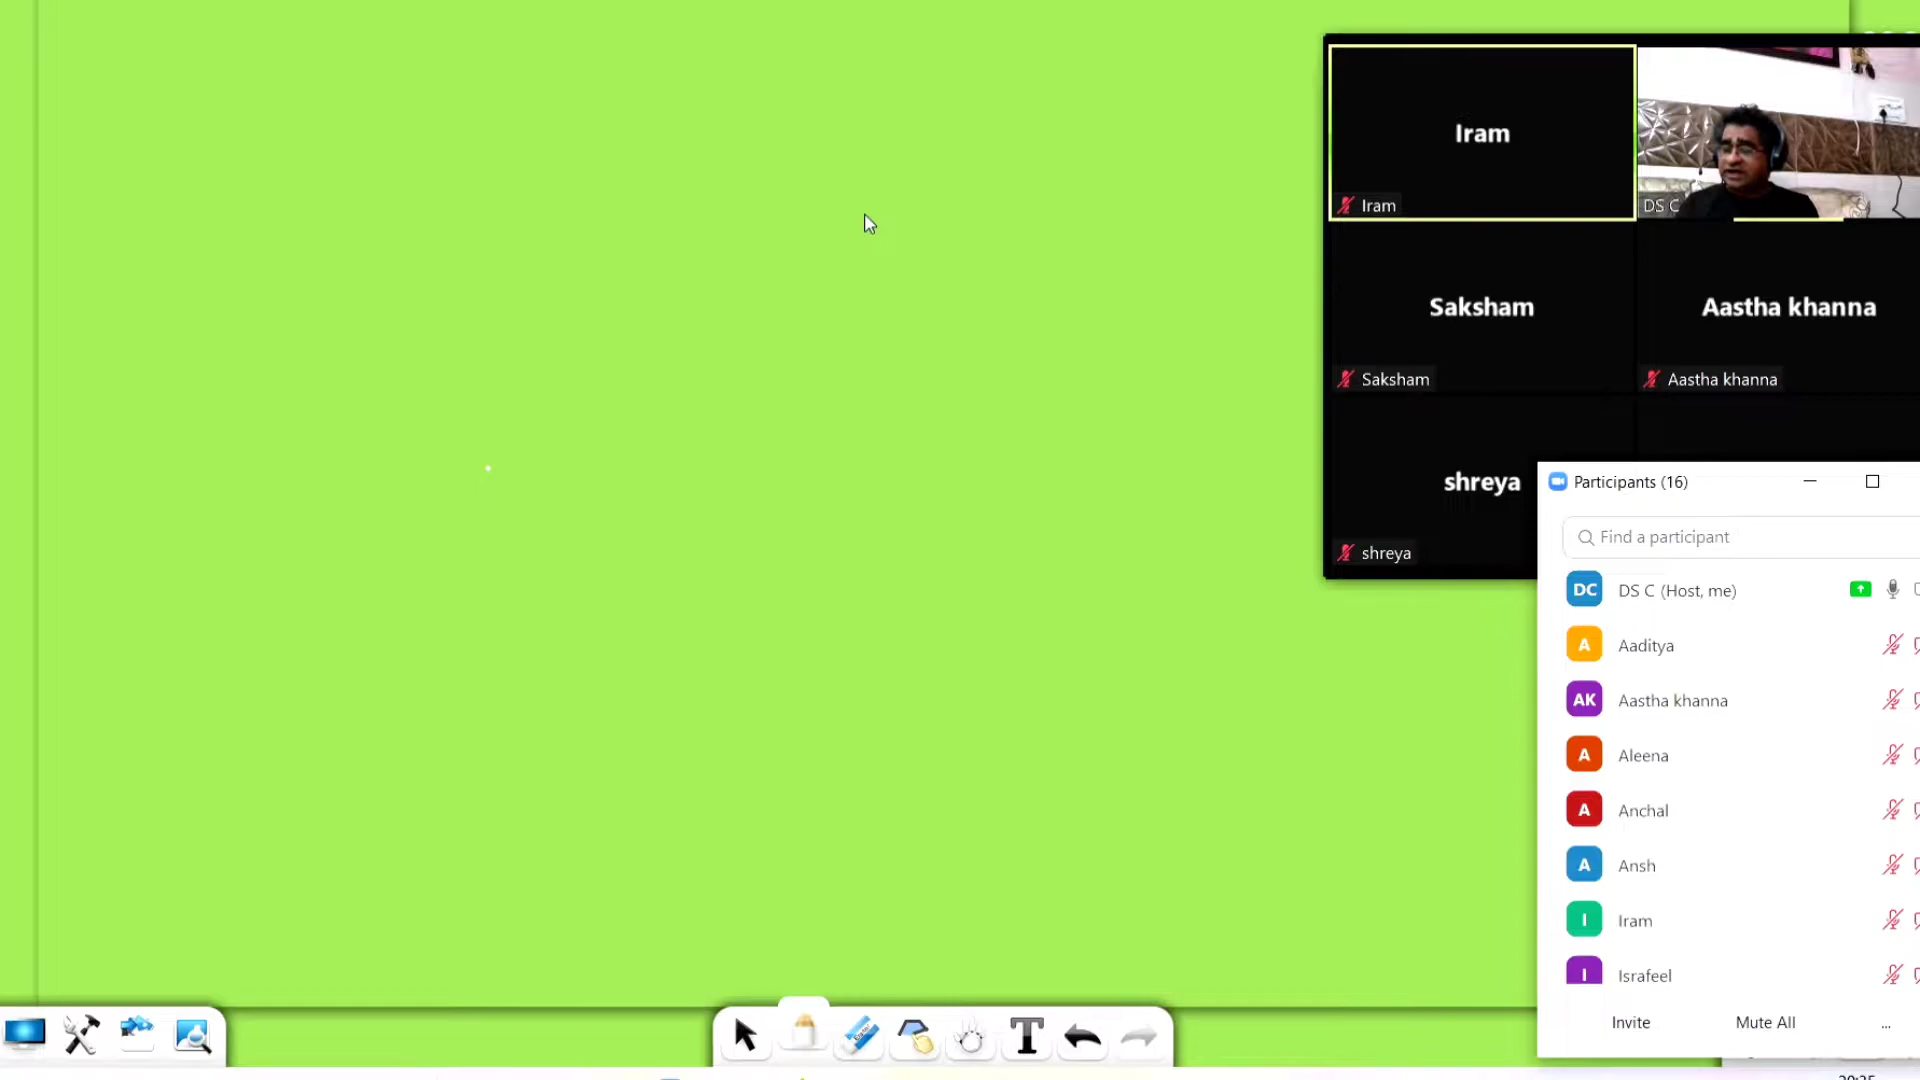 Iram
Iram
DS C
Saksham
Saksham
Aastha khanna
Aastha khanna
shreya
shreya
Participants (16)
Find a participant
DC DS C (Host, me)
A Aaditya
AK Aastha khanna
A Aleena
A Anchal
A Ansh
I Iram
I Israfeel
Invite
Mute All
...
T